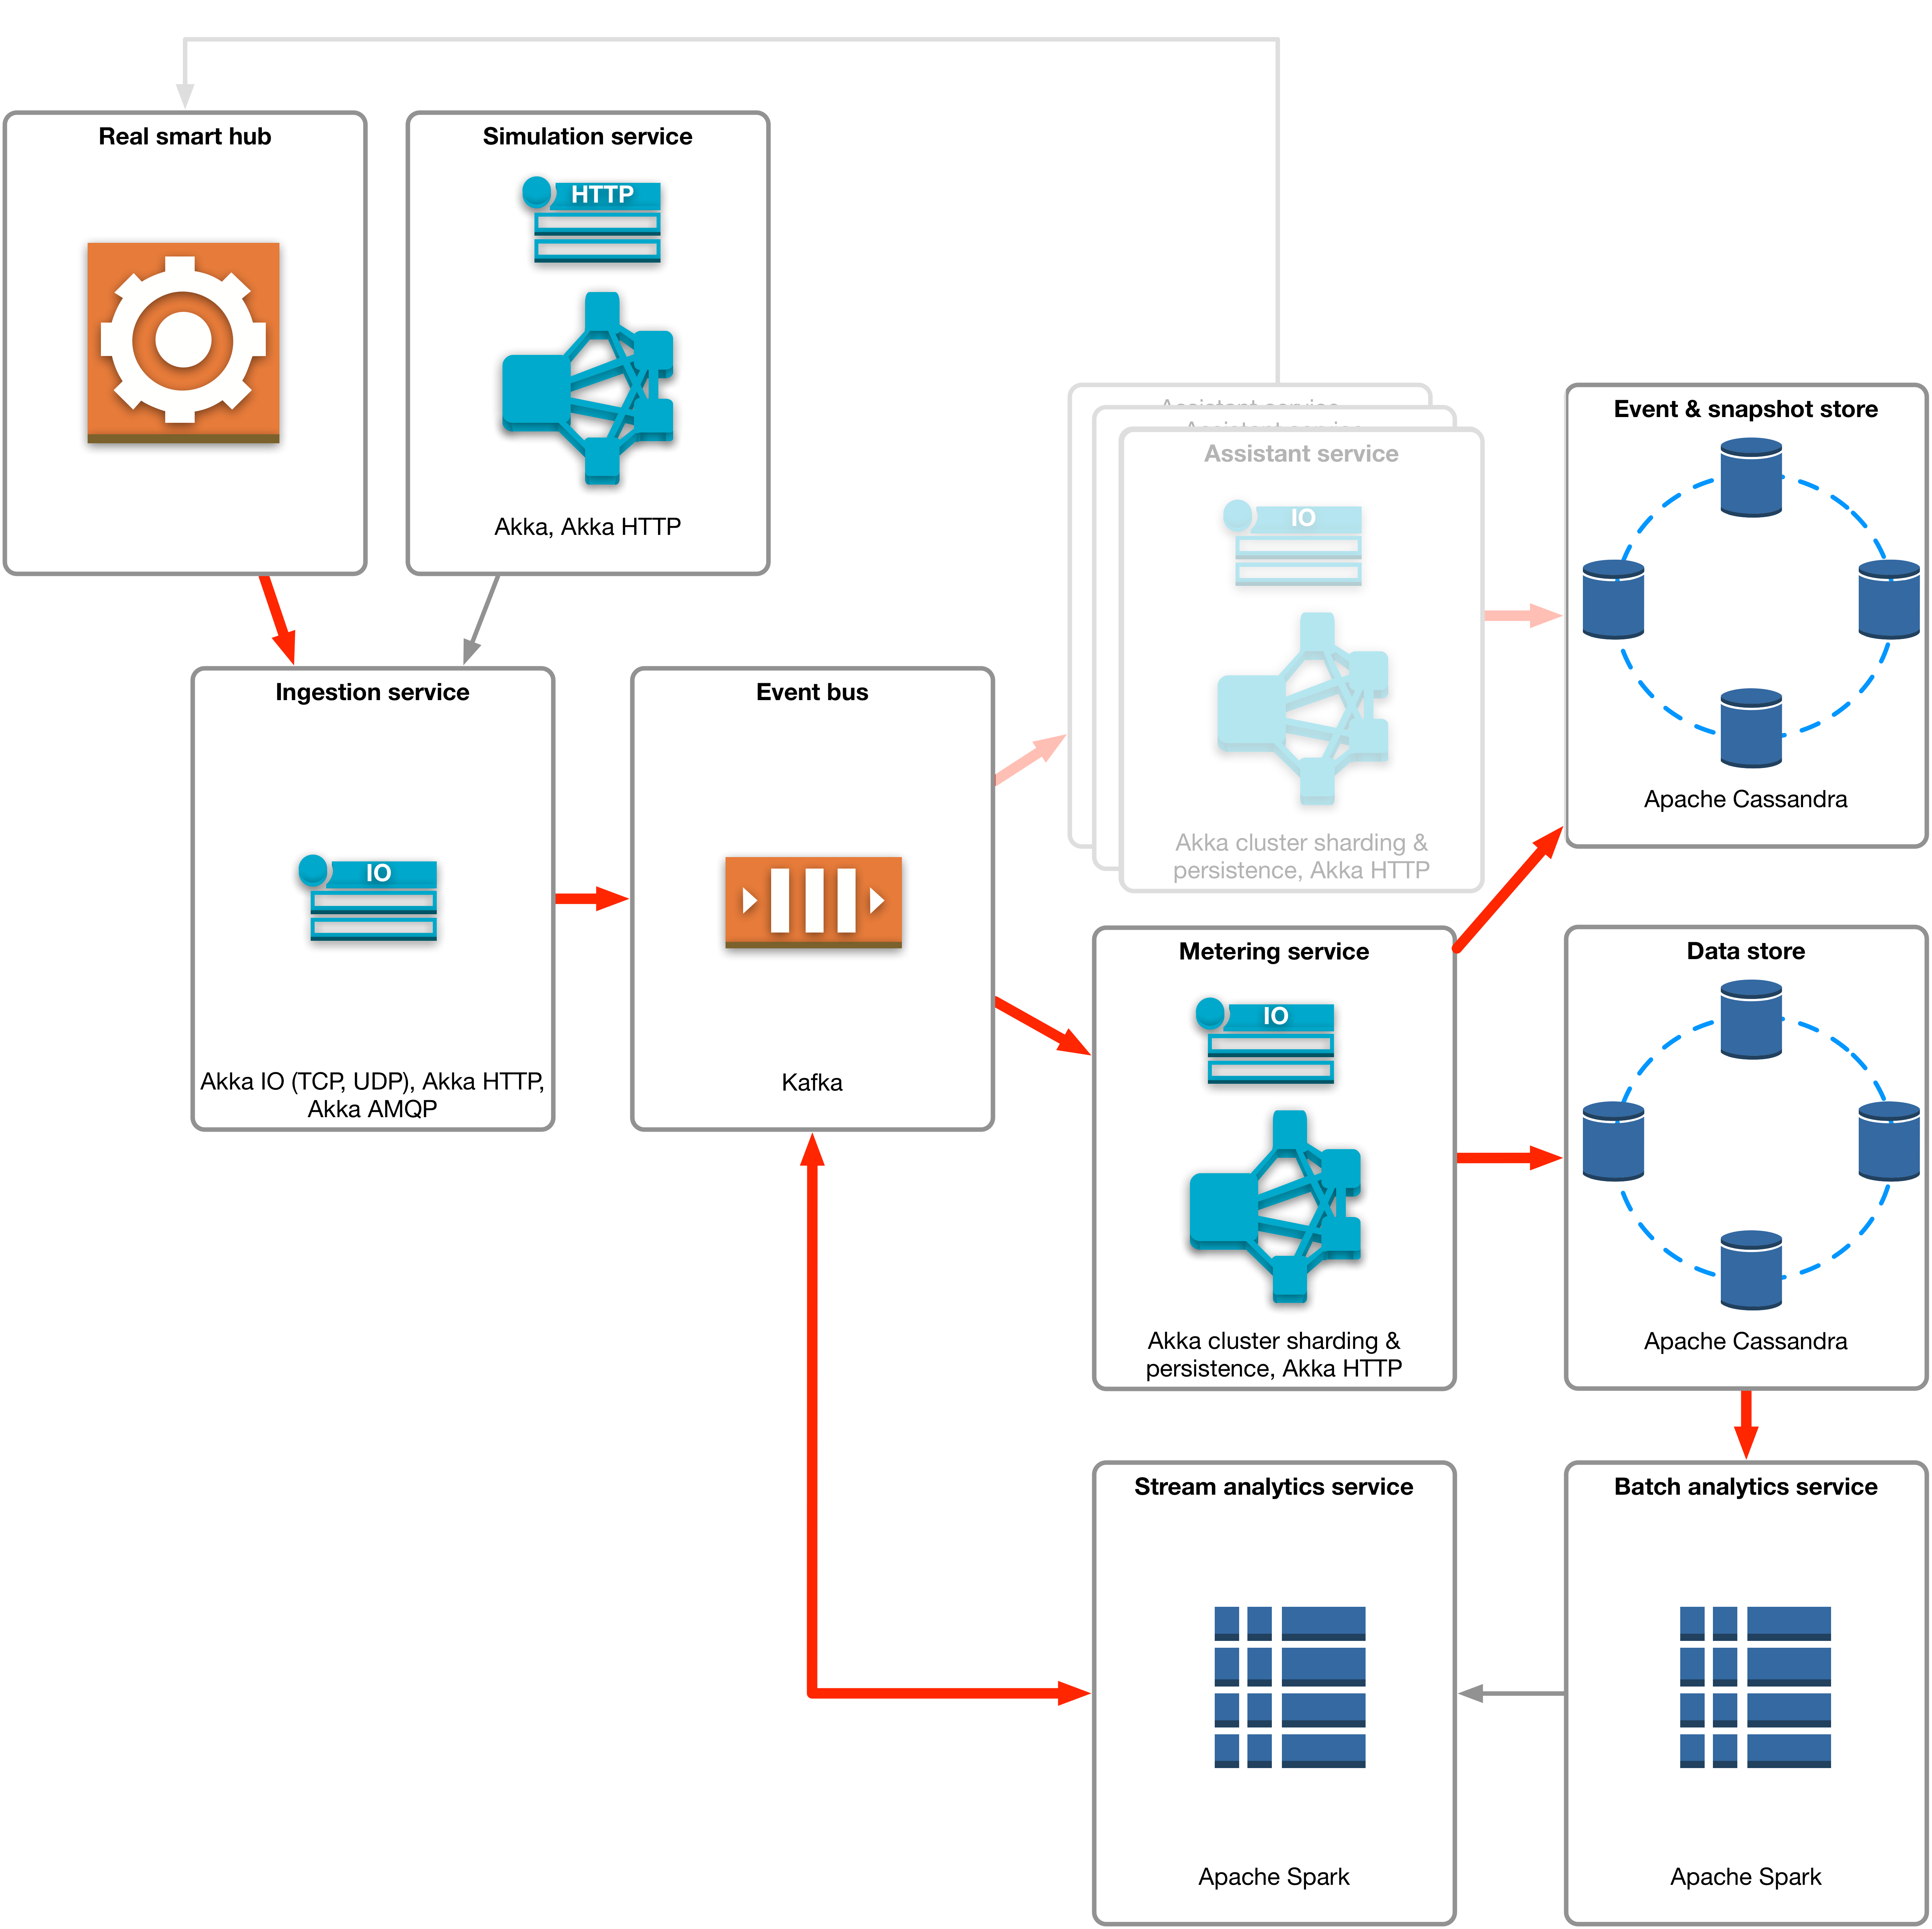 Real smart hub
Simulation service
HTTP
Akka, Akka HTTP
Assistant service
Assistant service
Assistant service
IO
Akka cluster sharding &
persistence, Akka HTTP
Event & snapshot store
Apache Cassandra
Ingestion service
IO
Akka IO (TCP, UDP), Akka HTTP,
Akka AMQP
Event bus
Kafka
Metering service
IO
Akka cluster sharding &
persistence, Akka HTTP
Data store
Apache Cassandra
Stream analytics service
Apache Spark
Batch analytics service
Apache Spark